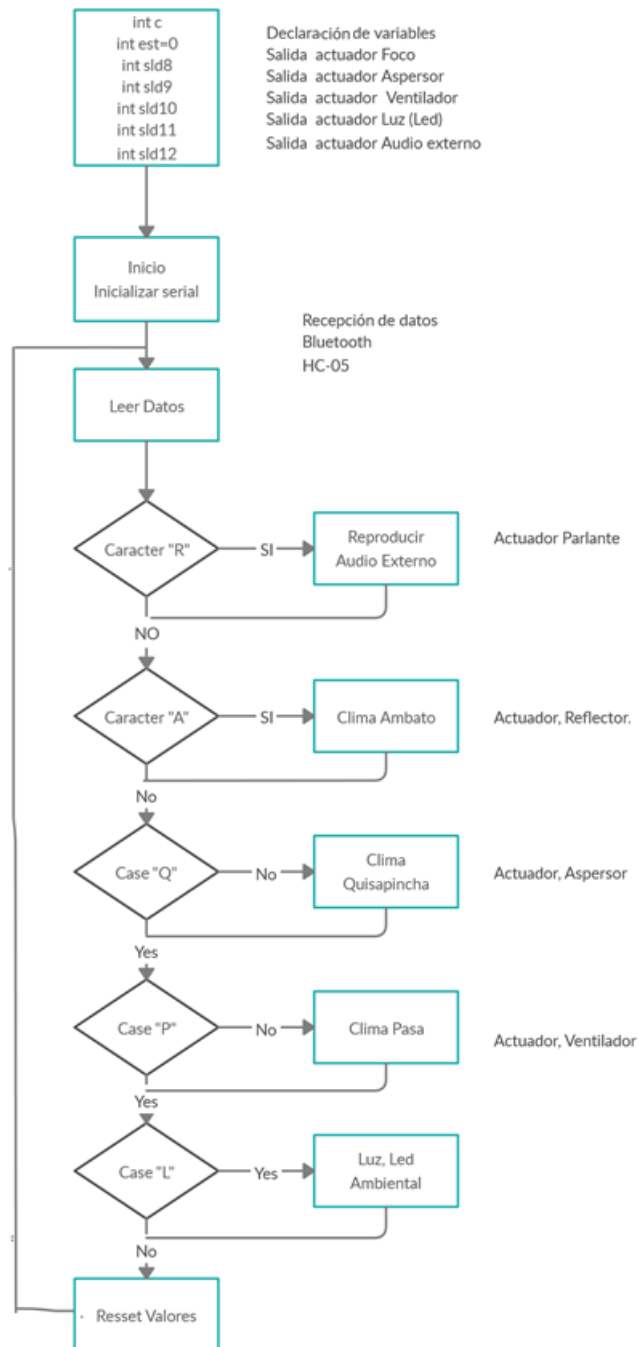 int c
int est=0
int sld8
int sld9
int sld10
int sld11
int sld12
Declaración de variables
Salida actuador Foco
Salida actuador Aspersor
Salida actuador Ventilador
Salida actuador Luz (Led)
Salida actuador Audio externo
Inicio
Inicializar serial
Recepción de datos
Bluetooth
HC-05
Leer Datos
Caracter "R"
SI
Reproducir
Audio Externo
Actuador Parlante
NO
Caracter "A"
SI
Clima Ambato
Actuador, Reflector.
No
Case "Q"
No
Clima
Quisapincha
Actuador, Aspersor
Yes
Case "P"
No
Clima Pasa
Actuador, Ventilador
Yes
Case "L"
Yes
Luz, Led
Ambiental
No
Resset Valores